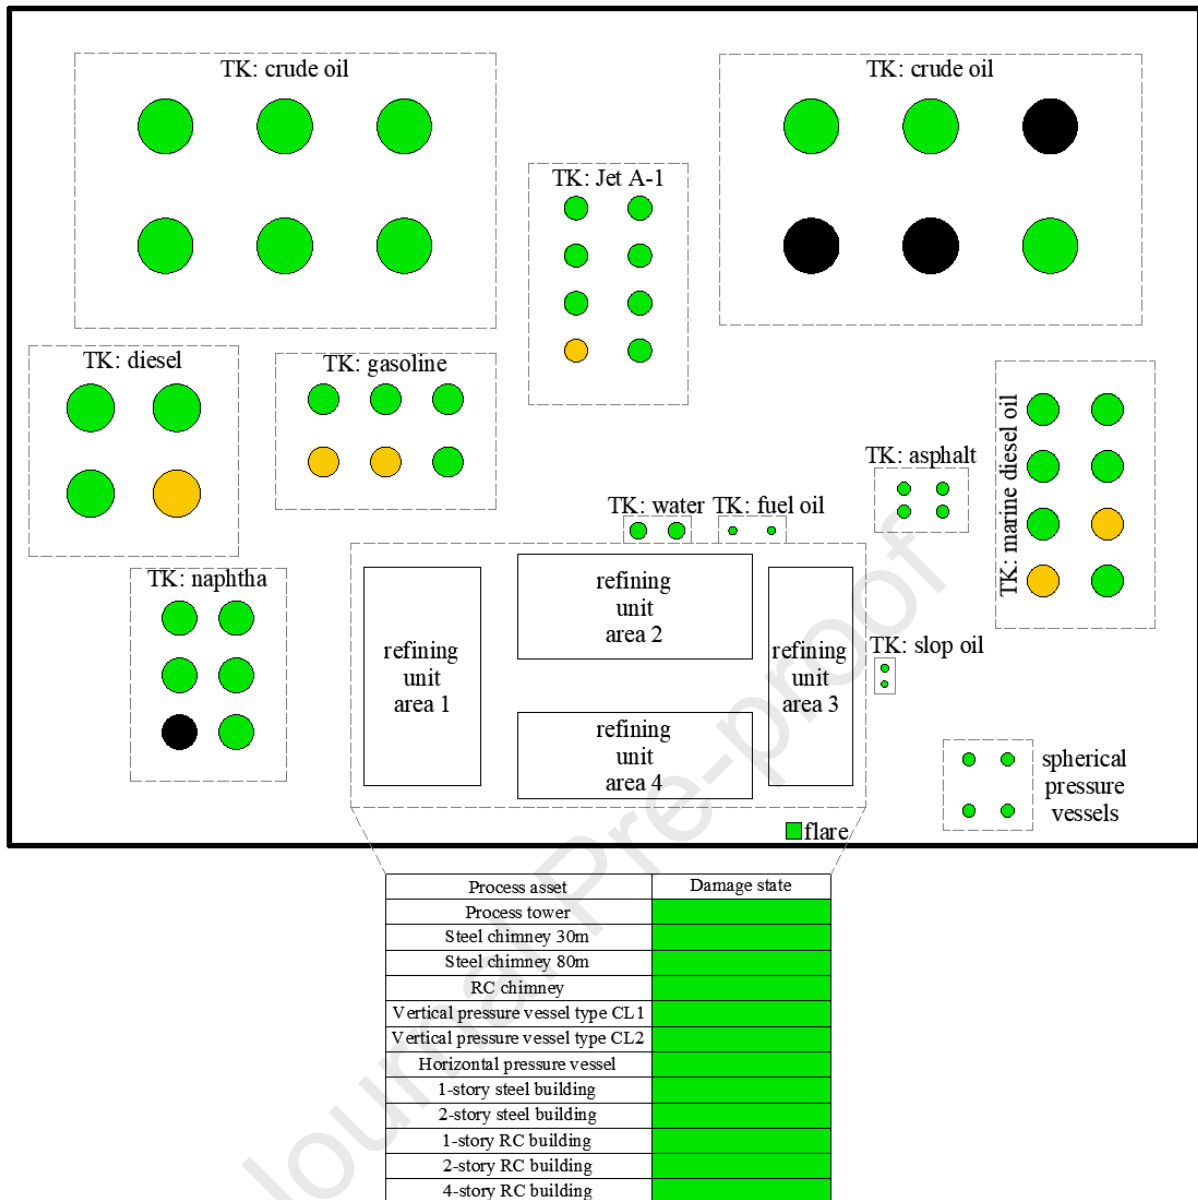 TK: crude oil
TK: crude oil
TK: Jet A-1
TK: diesel
TK: gasoline
TK: marine diesel oil
TK: asphalt
TK: water
TK: fuel oil
TK: naphtha
refining
unit
area 1
refining
unit
area 2
refining
unit
area 3
refining
unit
area 4
TK: slop oil
spherical
pressure
vessels
flare
Process asset
Damage state
Process tower
Steel chimney 30m
Steel chimney 80m
RC chimney
Vertical pressure vessel type CL1
Vertical pressure vessel type CL2
Horizontal pressure vessel
1-story steel building
2-story steel building
1-story RC building
2-story RC building
4-story RC building
Journal Pre-proof